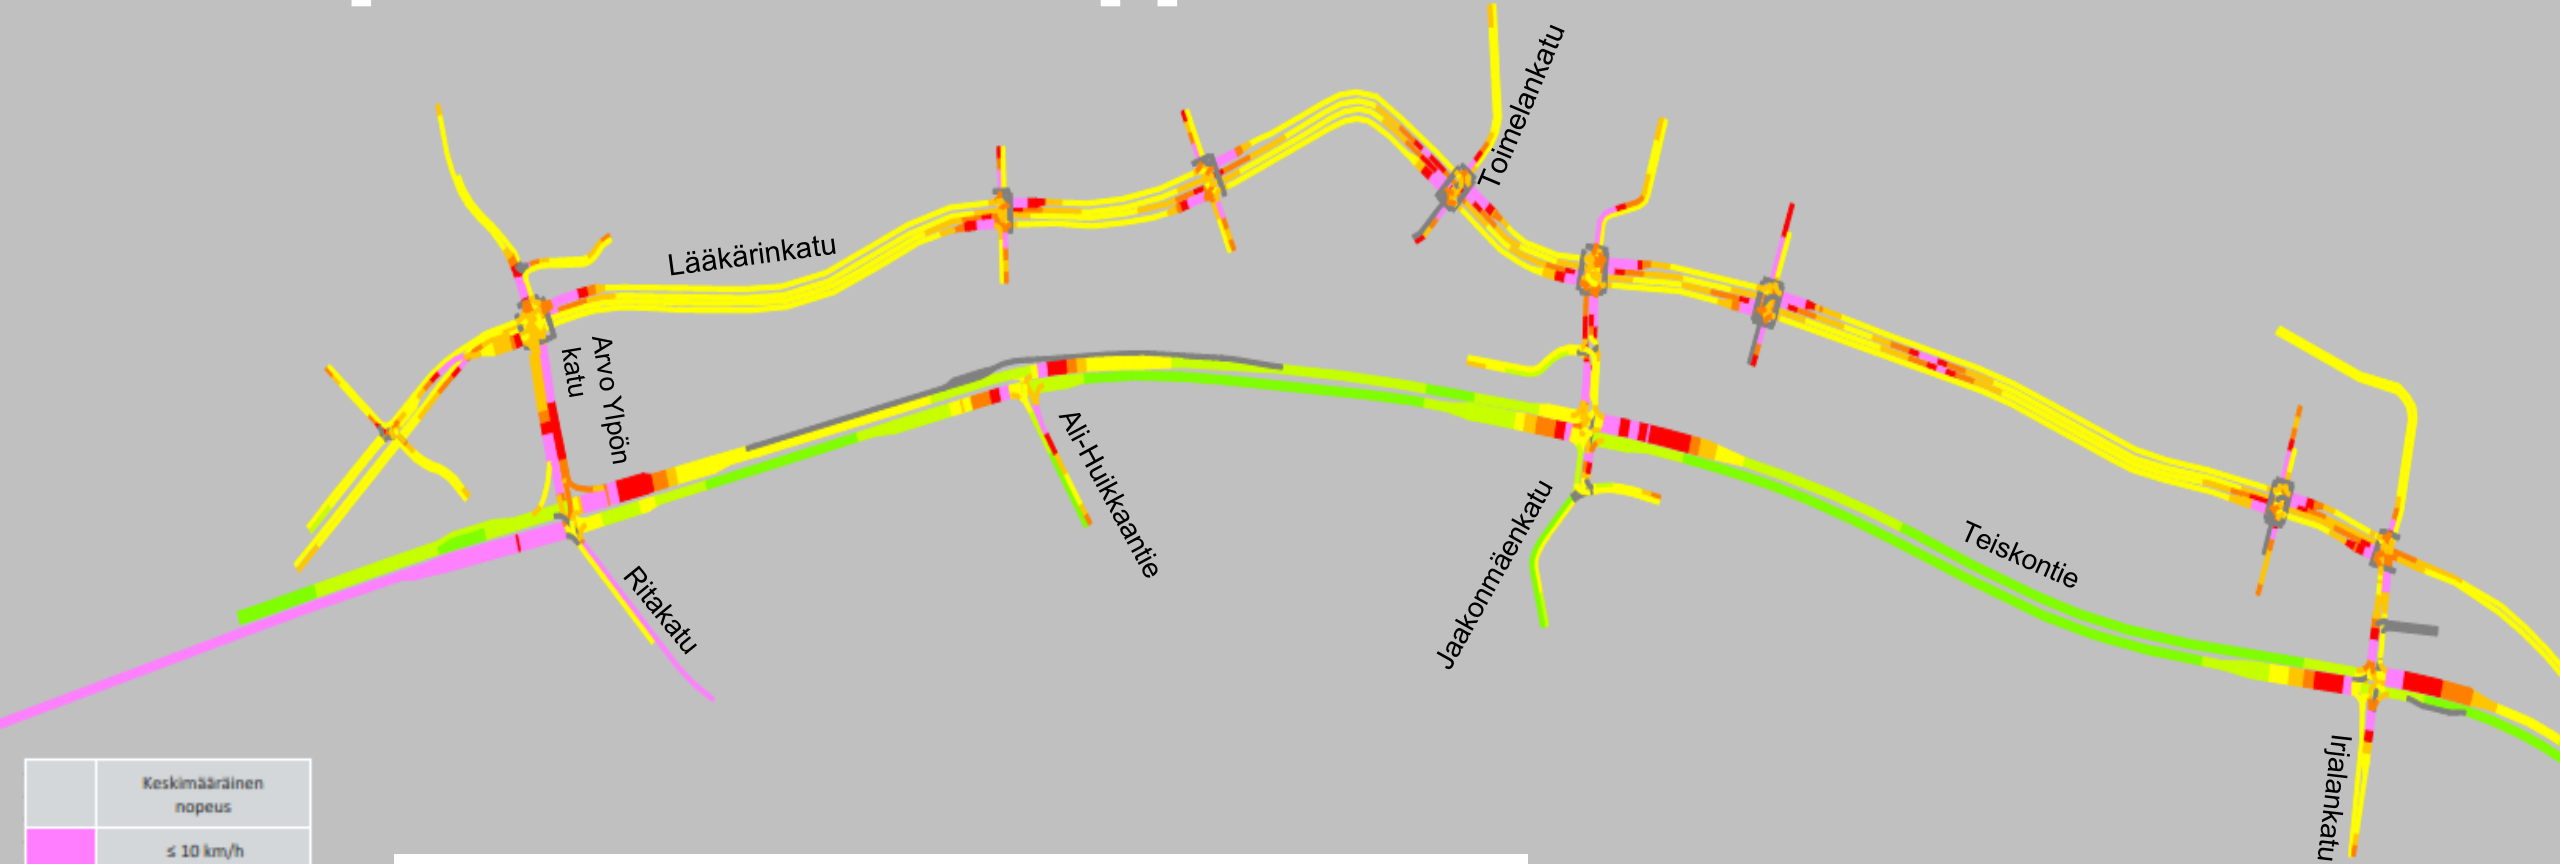 Toimelankatu
Lääkärinkatu
Arvo Ylpön
katu
Ali-Huikkaantie
Jaakonmäenkatu
Teiskontie
Ritakatu
Irjalankatu
Keskimääräinen
nopeus
≤ 10 km/h